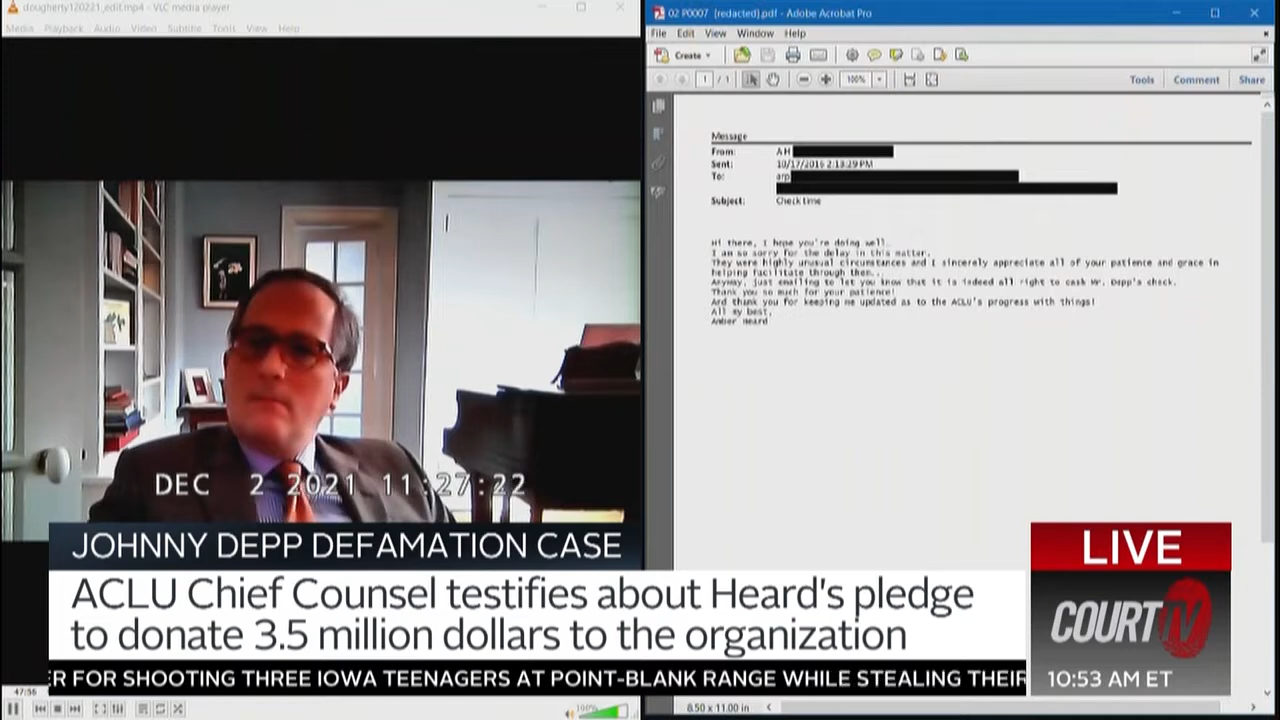 dougherty120221_edit.mp4 - VLC media player
Media Playback Audio Video Subtitle Tools View Help
02 P0007 (redacted).pdf - Adobe Acrobat Pro
File Edit View Window Help
Create
1 / 1 100% Tools Comment Share
Message
From: AH
Sent: 10/17/2016 2:13:29 PM
To: arp
Subject: Check time
Hi there, I hope you're doing well.
I am so sorry for the delay in this matter.
They were highly unusual circumstances and I sincerely appreciate all of your patience and grace in
helping facilitate through them...
Anyway, just emailing to let you know that it is indeed all right to cash Mr. Depp's check.
Thank you so much for your patience!
And thank you for keeping me updated as to the ACLU's progress with things!
All my best,
Amber Heard
DEC 2 2021 11:27:22
JOHNNY DEPP DEFAMATION CASE
ACLU Chief Counsel testifies about Heard's pledge
to donate 3.5 million dollars to the organization
LIVE
COURT TV
10:53 AM ET
ER FOR SHOOTING THREE IOWA TEENAGERS AT POINT-BLANK RANGE WHILE STEALING THEIR
47:56
100%
8.50 x 11.00 in